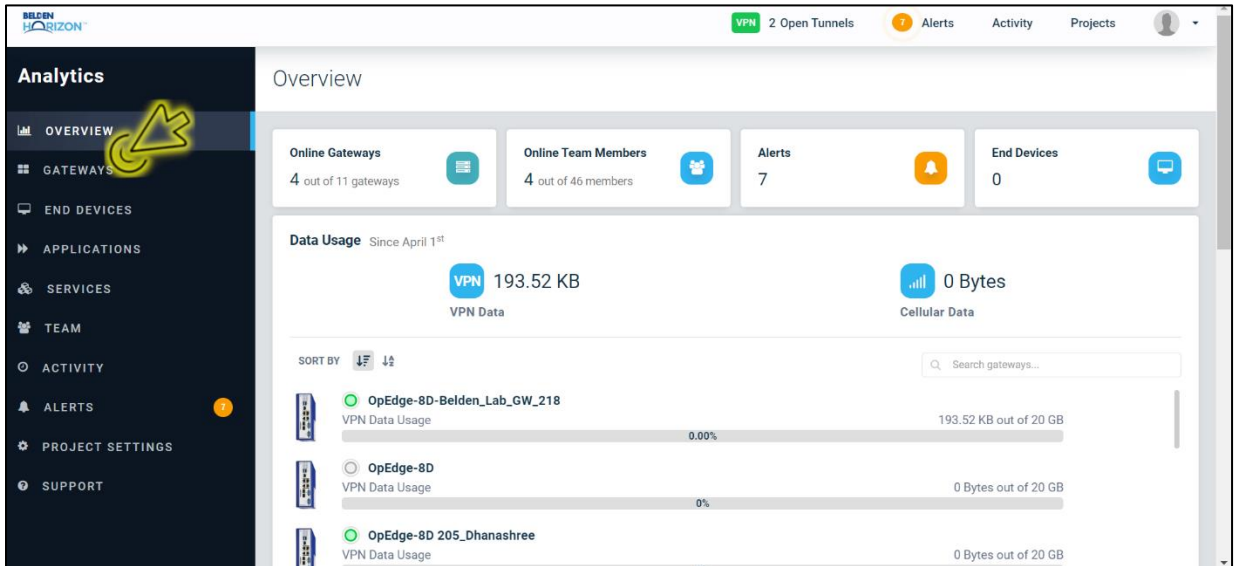 BELDEN
HORIZON
VPN 2 Open Tunnels 7 Alerts Activity Projects
Analytics
Overview
OVERVIEW
GATEWAYS
END DEVICES
APPLICATIONS
SERVICES
TEAM
ACTIVITY
ALERTS 7
PROJECT SETTINGS
SUPPORT
Online Gateways
4 out of 11 gateways
Online Team Members
4 out of 46 members
Alerts
7
End Devices
0
Data Usage Since April 1st
VPN 193.52 KB
VPN Data
0 Bytes
Cellular Data
SORT BY
Search gateways...
OpEdge-8D-Belden_Lab_GW_218
VPN Data Usage 193.52 KB out of 20 GB
0.00%
OpEdge-8D
VPN Data Usage 0 Bytes out of 20 GB
0%
OpEdge-8D 205_Dhanashree
VPN Data Usage 0 Bytes out of 20 GB